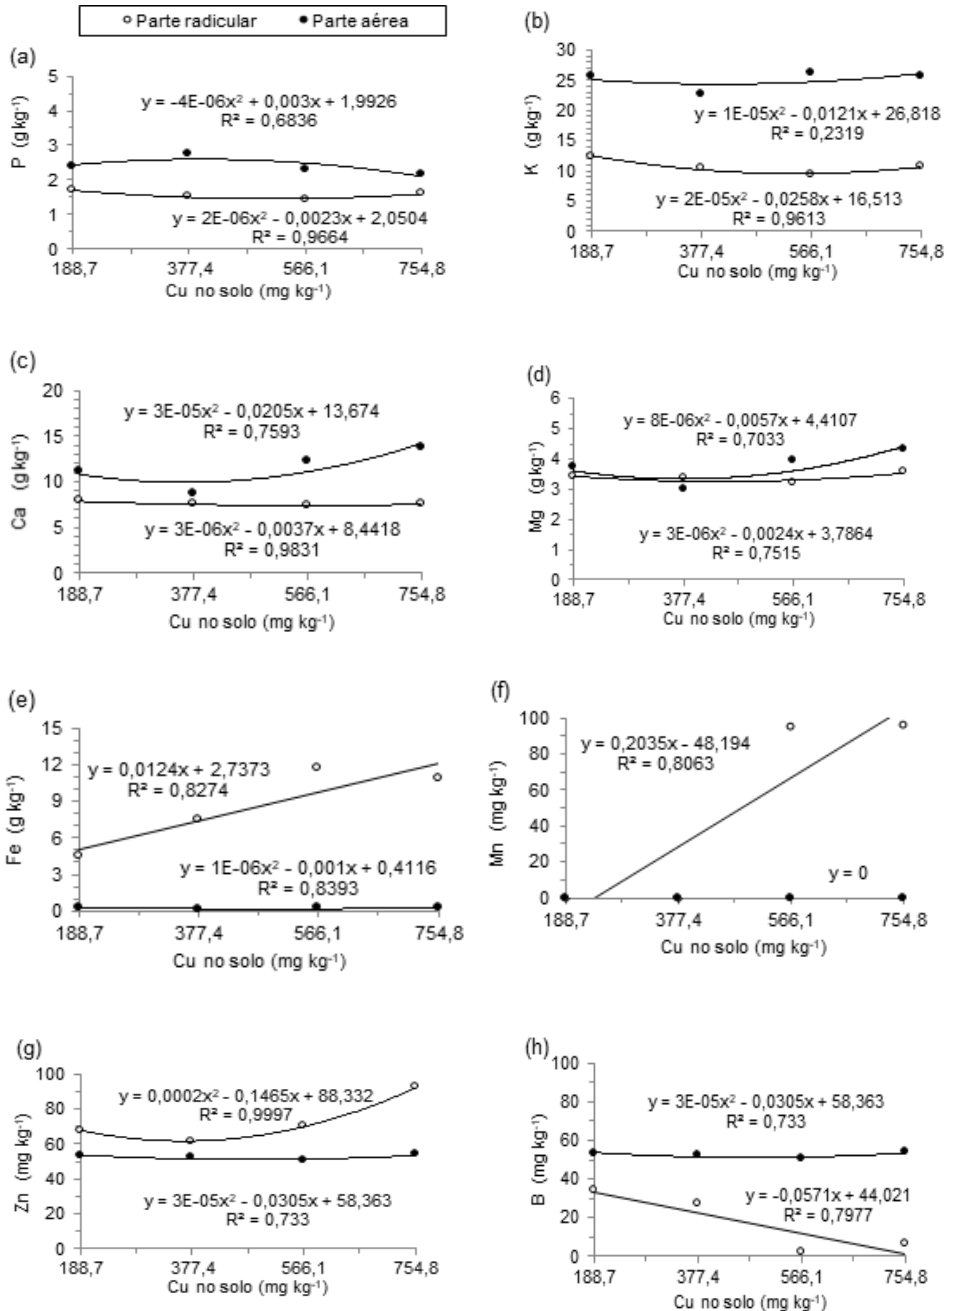 ○ Parte radicular ● Parte aérea
(a)
P (g kg⁻¹)
5
4
3
2
1
0
y = -4E-06x² + 0,003x + 1,9926
R² = 0,6836
y = 2E-06x² - 0,0023x + 2,0504
R² = 0,9664
188,7 377,4 566,1 754,8
Cu no solo (mg kg⁻¹)
(b)
K (g kg⁻¹)
30
25
20
15
10
5
0
y = 1E-05x² - 0,0121x + 26,818
R² = 0,2319
y = 2E-05x² - 0,0258x + 16,513
R² = 0,9613
188,7 377,4 566,1 754,8
Cu no solo (mg kg⁻¹)
(c)
Ca (g kg⁻¹)
20
15
10
5
0
y = 3E-05x² - 0,0205x + 13,674
R² = 0,7593
y = 3E-06x² - 0,0037x + 8,4418
R² = 0,9831
188,7 377,4 566,1 754,8
Cu no solo (mg kg⁻¹)
(d)
Mg (g kg⁻¹)
6
5
4
3
2
1
0
y = 8E-06x² - 0,0057x + 4,4107
R² = 0,7033
y = 3E-06x² - 0,0024x + 3,7864
R² = 0,7515
188,7 377,4 566,1 754,8
Cu no solo (mg kg⁻¹)
(e)
Fe (g kg⁻¹)
15
12
9
6
3
0
y = 0,0124x + 2,7373
R² = 0,8274
y = 1E-06x² - 0,001x + 0,4116
R² = 0,8393
188,7 377,4 566,1 754,8
Cu no solo (mg kg⁻¹)
(f)
Mn (mg kg⁻¹)
100
80
60
40
20
0
y = 0,2035x - 48,194
R² = 0,8063
y = 0
188,7 377,4 566,1 754,8
Cu no solo (mg kg⁻¹)
(g)
Zn (mg kg⁻¹)
100
80
60
40
20
0
y = 0,0002x² - 0,1465x + 88,332
R² = 0,9997
y = 3E-05x² - 0,0305x + 58,363
R² = 0,733
188,7 377,4 566,1 754,8
Cu no solo (mg kg⁻¹)
(h)
B (mg kg⁻¹)
100
80
60
40
20
0
y = 3E-05x² - 0,0305x + 58,363
R² = 0,733
y = -0,0571x + 44,021
R² = 0,7977
188,7 377,4 566,1 754,8
Cu no solo (mg kg⁻¹)